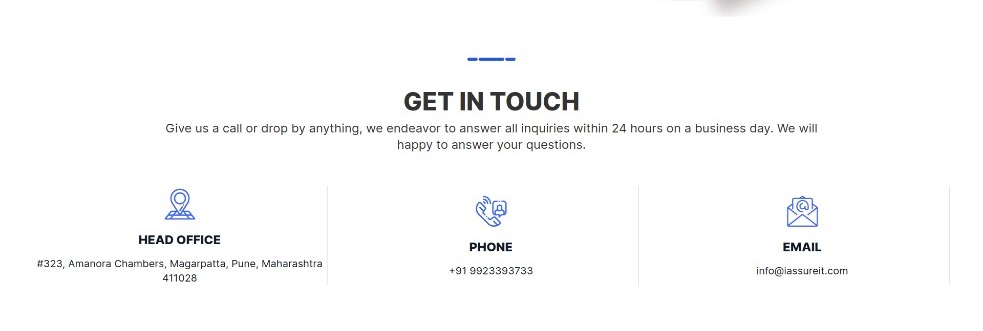 GET IN TOUCH
Give us a call or drop by anything, we endeavor to answer all inquiries within 24 hours on a business day. We will
happy to answer your questions.
HEAD OFFICE
#323, Amanora Chambers, Magarpatta, Pune, Maharashtra
411028
PHONE
+91 9923393733
EMAIL
info@iassureit.com